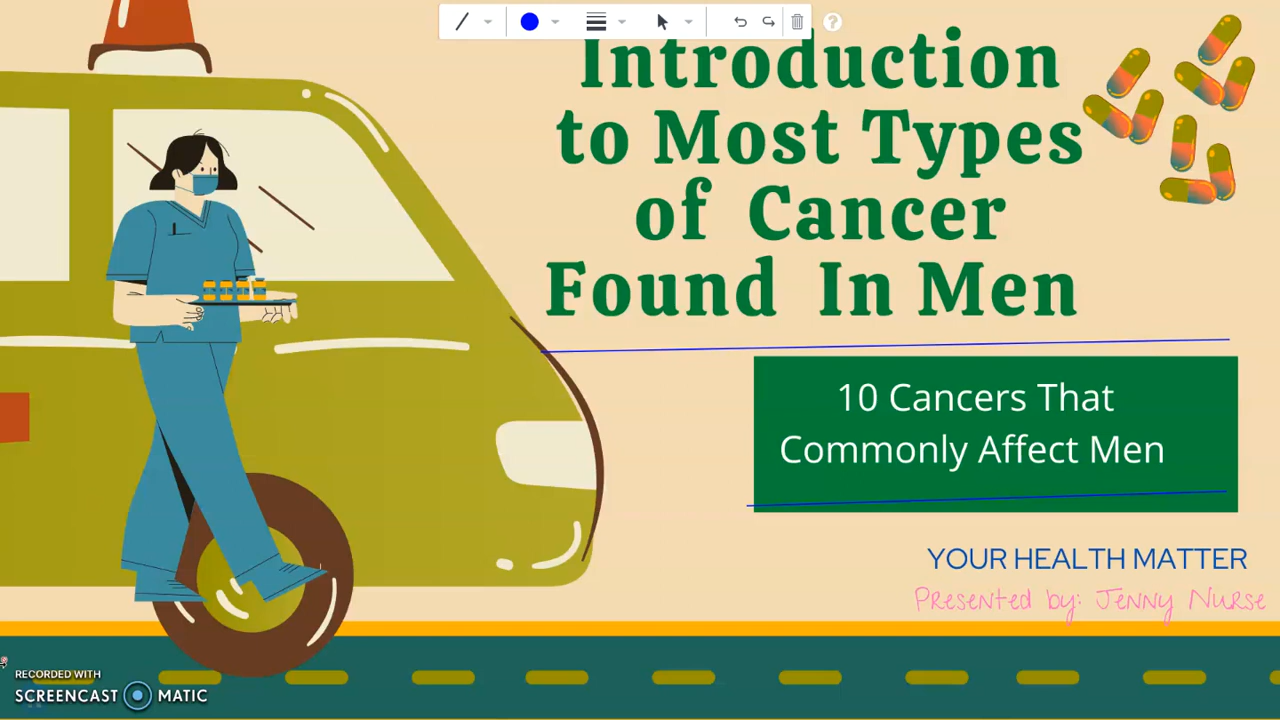 Introduction
to Most Types
of Cancer
Found In Men
10 Cancers That
Commonly Affect Men
YOUR HEALTH MATTER
Presented by: Jenny Nurse
RECORDED WITH
SCREENCAST MATIC